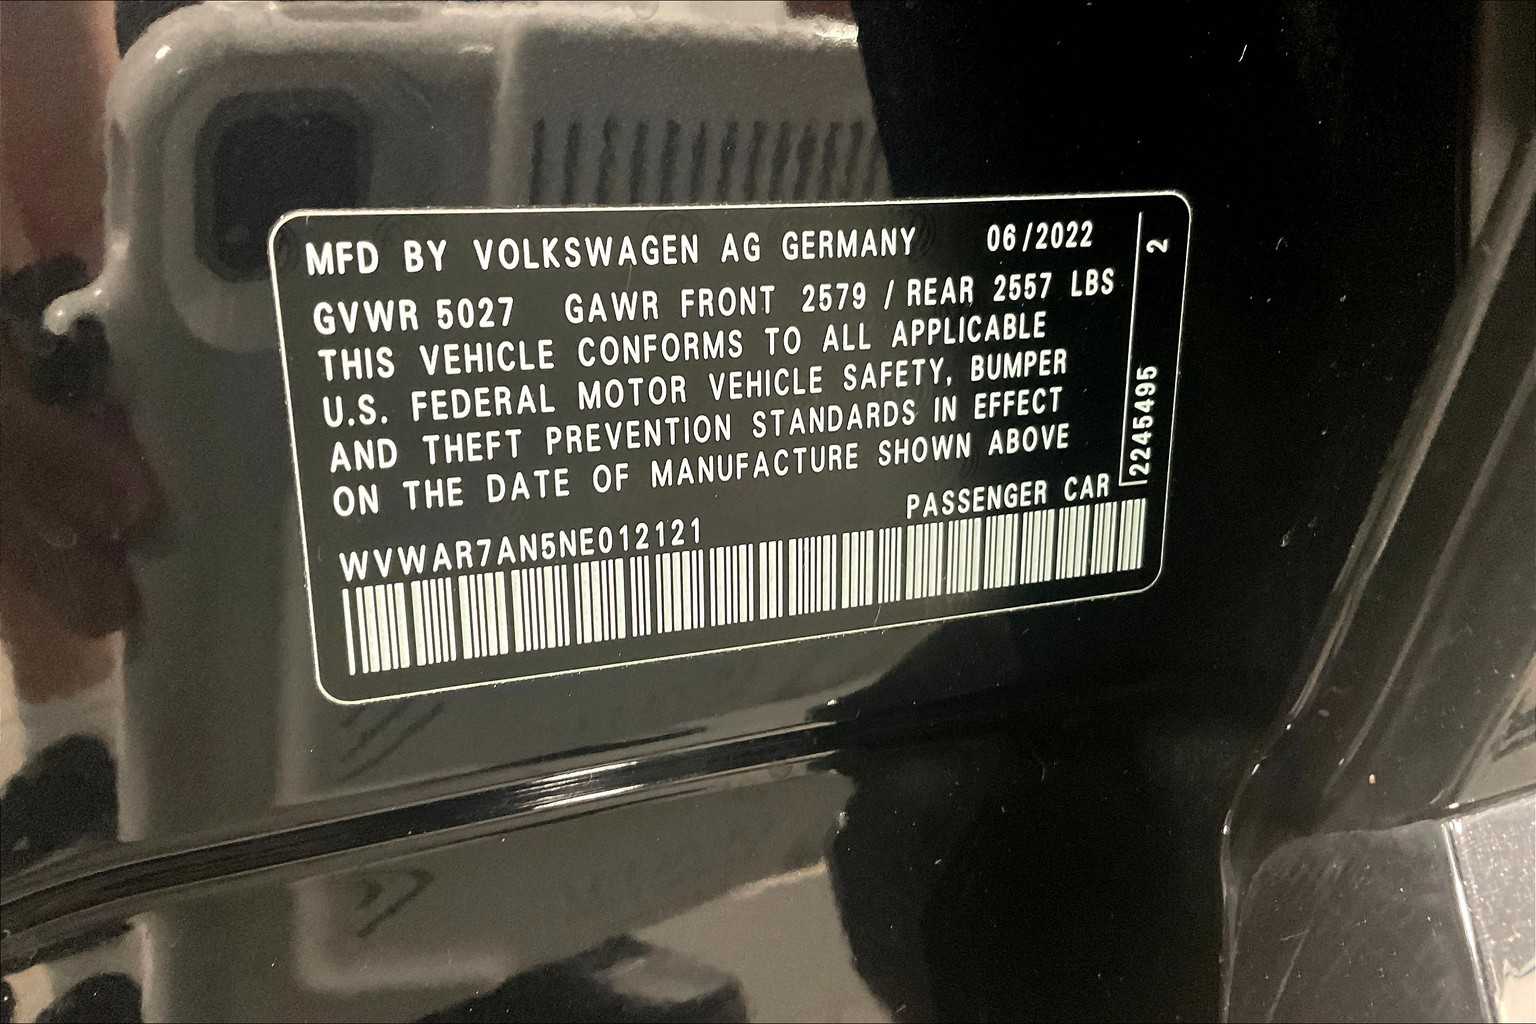 MFD BY VOLKSWAGEN AG GERMANY 06/2022
GVWR 5027 GAWR FRONT 2579 / REAR 2557 LBS
THIS VEHICLE CONFORMS TO ALL APPLICABLE
U.S. FEDERAL MOTOR VEHICLE SAFETY, BUMPER
AND THEFT PREVENTION STANDARDS IN EFFECT
ON THE DATE OF MANUFACTURE SHOWN ABOVE
WVWAR7AN5NE012121 PASSENGER CAR
2245495 2